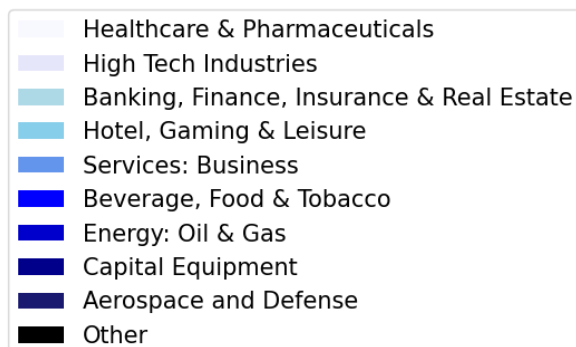 Healthcare & Pharmaceuticals
High Tech Industries
Banking, Finance, Insurance & Real Estate
Hotel, Gaming & Leisure
Services: Business
Beverage, Food & Tobacco
Energy: Oil & Gas
Capital Equipment
Aerospace and Defense
Other